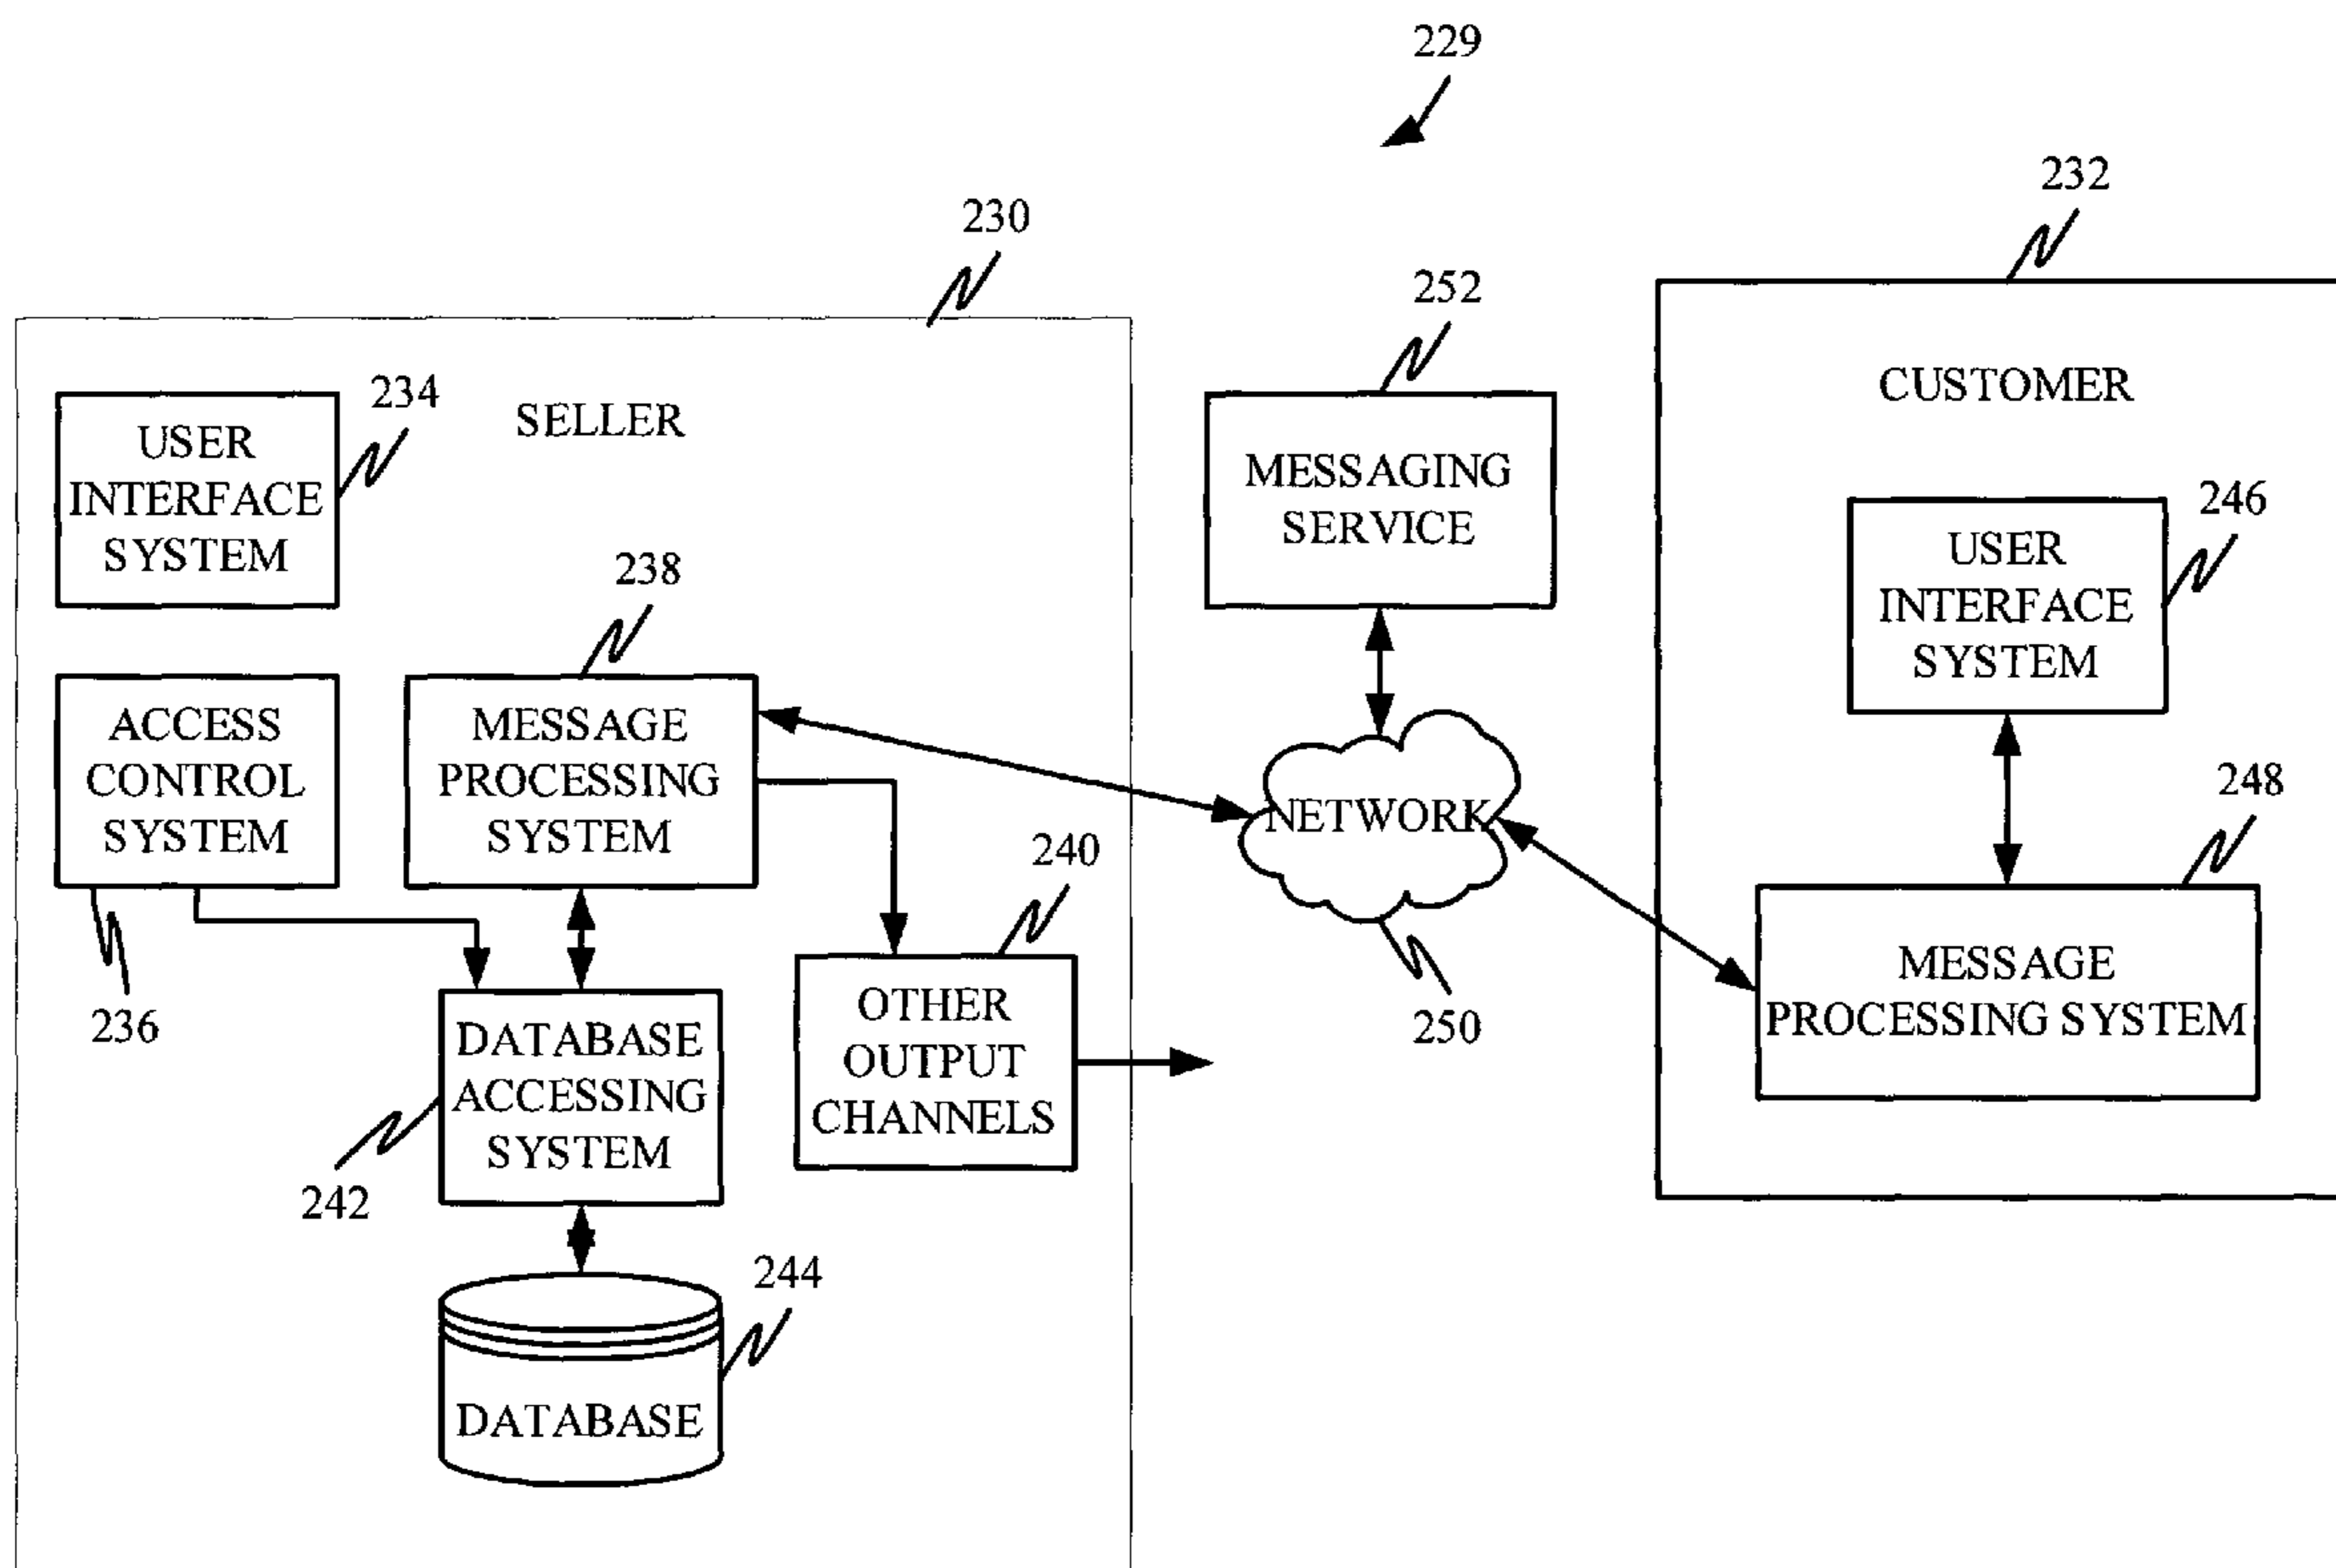 229
232
230
252
CUSTOMER
234
SELLER
USER
INTERFACE
SYSTEM
MESSAGING
SERVICE
246
USER
INTERFACE
SYSTEM
238
ACCESS
CONTROL
SYSTEM
MESSAGE
PROCESSING
SYSTEM
NETWORK
248
240
236
250
MESSAGE
PROCESSING SYSTEM
OTHER
OUTPUT
CHANNELS
DATABASE
ACCESSING
SYSTEM
242
244
DATABASE